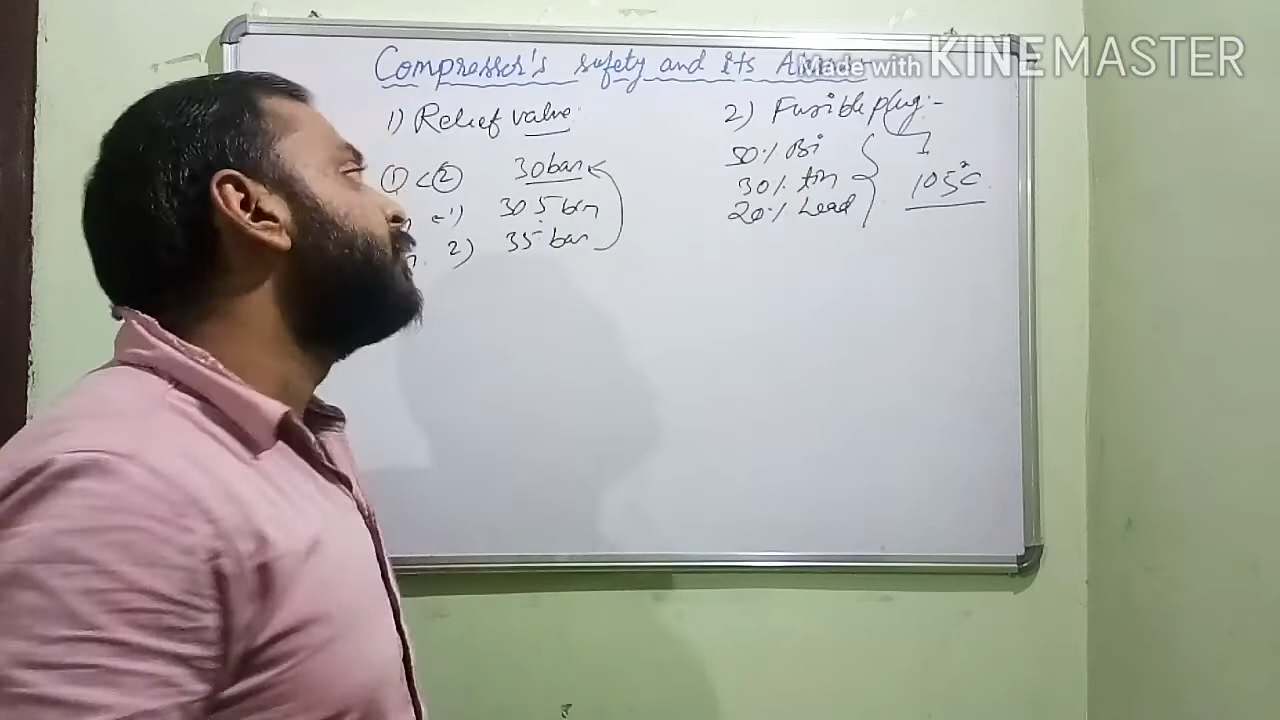 Compressor's safety and its
Made with KINEMASTER
1) Relief valve:
① < ② 30 bar
1) 30.5 bar
2) 35 bar
2) Fusible plug:-
50% Bi
30% tin
20% Lead
105°C